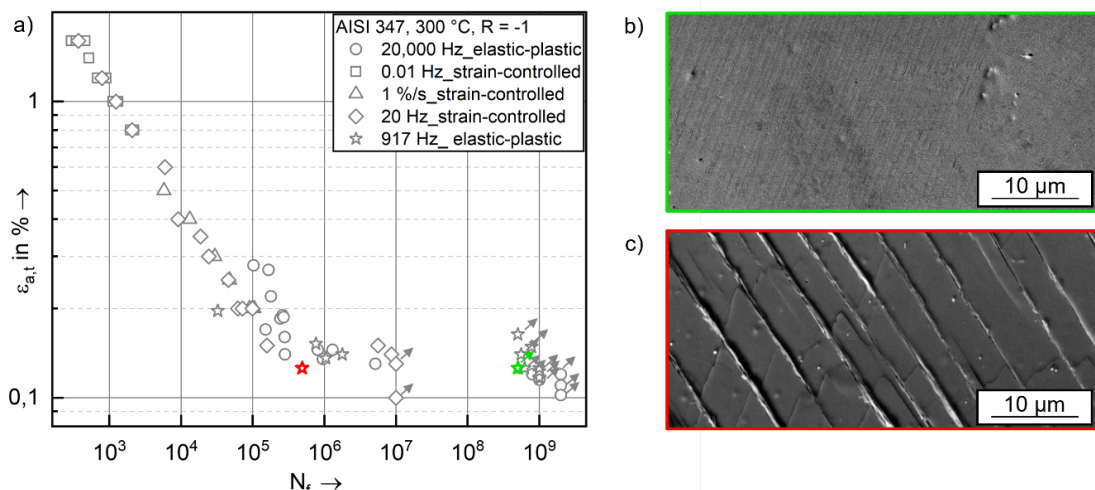 a)
AISI 347, 300 °C, R = -1
20,000 Hz_elastic-plastic
0.01 Hz_strain-controlled
1 %/s_strain-controlled
20 Hz_strain-controlled
917 Hz_ elastic-plastic
1
0,1
εa,t in % →
10³ 10⁴ 10⁵ 10⁶ 10⁷ 10⁸ 10⁹
Nf →
b)
10 µm
c)
10 µm